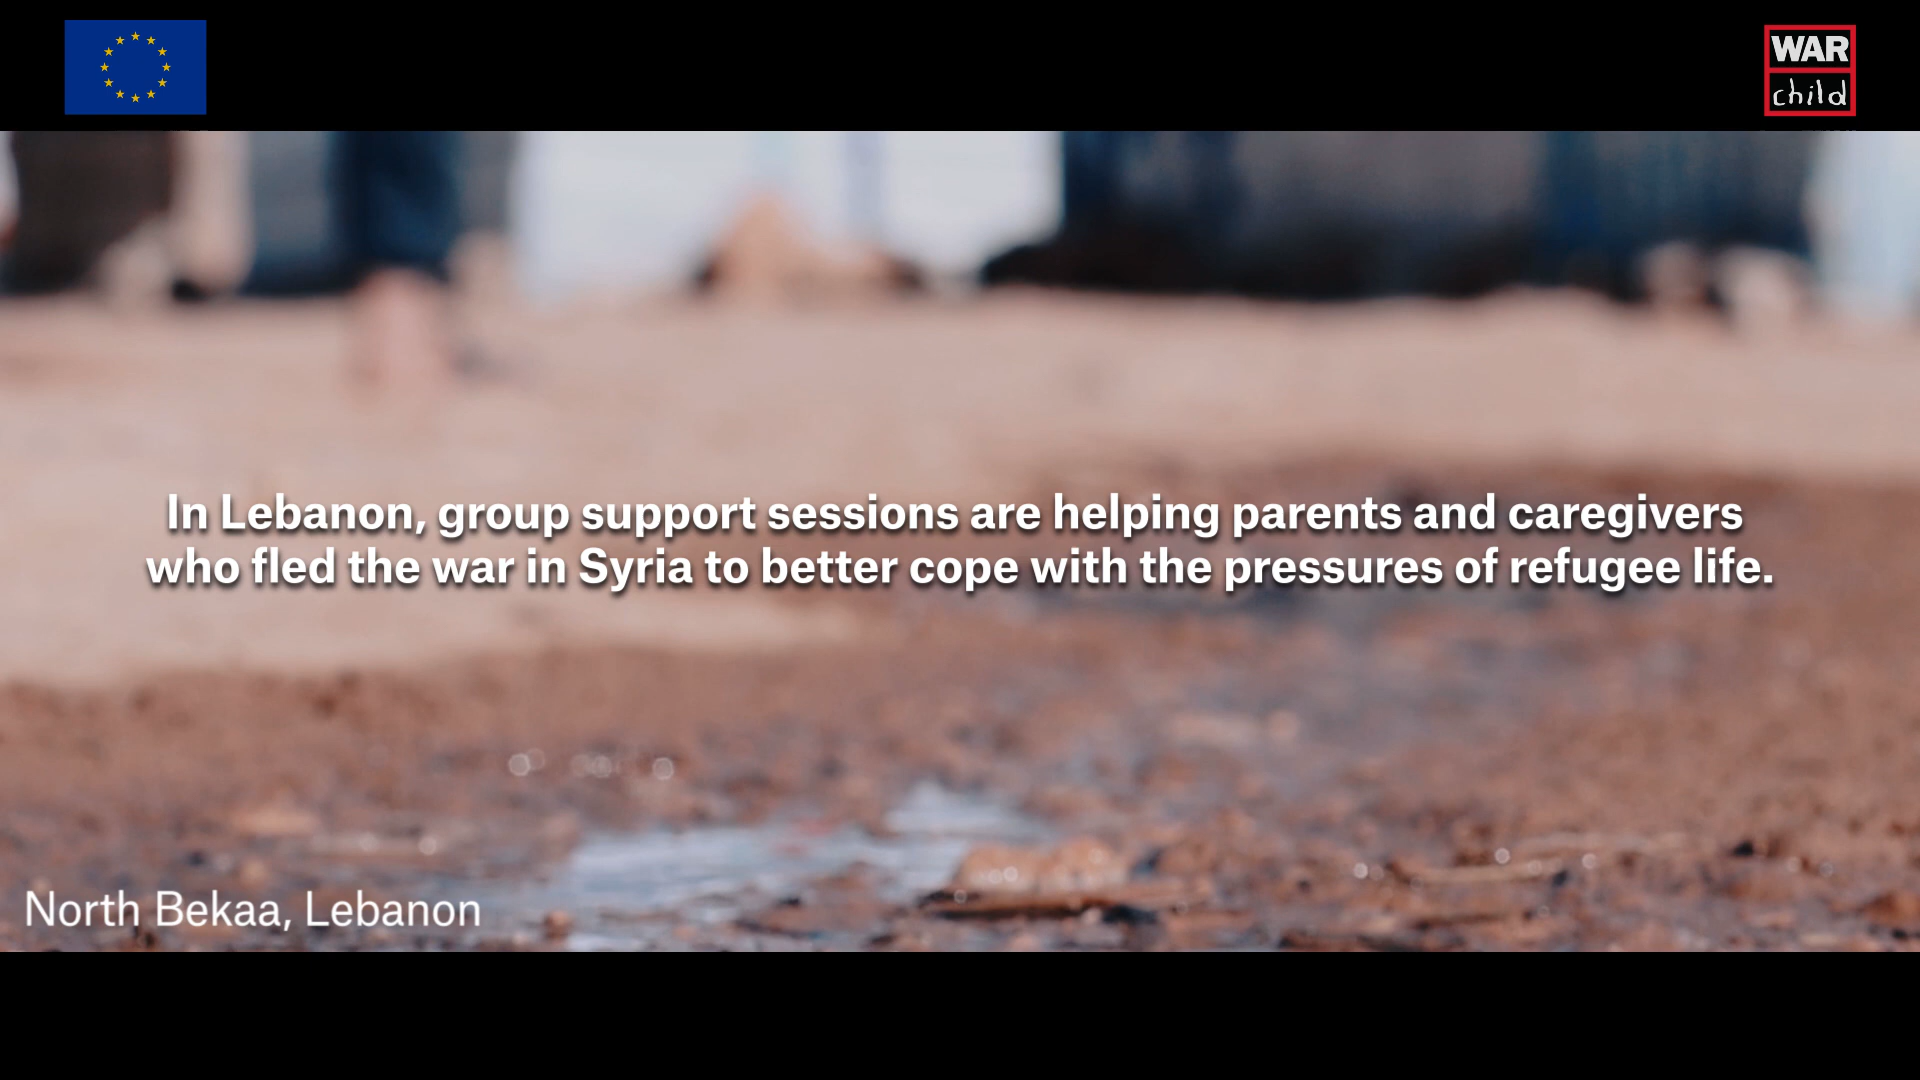 WAR
child
In Lebanon, group support sessions are helping parents and caregivers
who fled the war in Syria to better cope with the pressures of refugee life.
North Bekaa, Lebanon